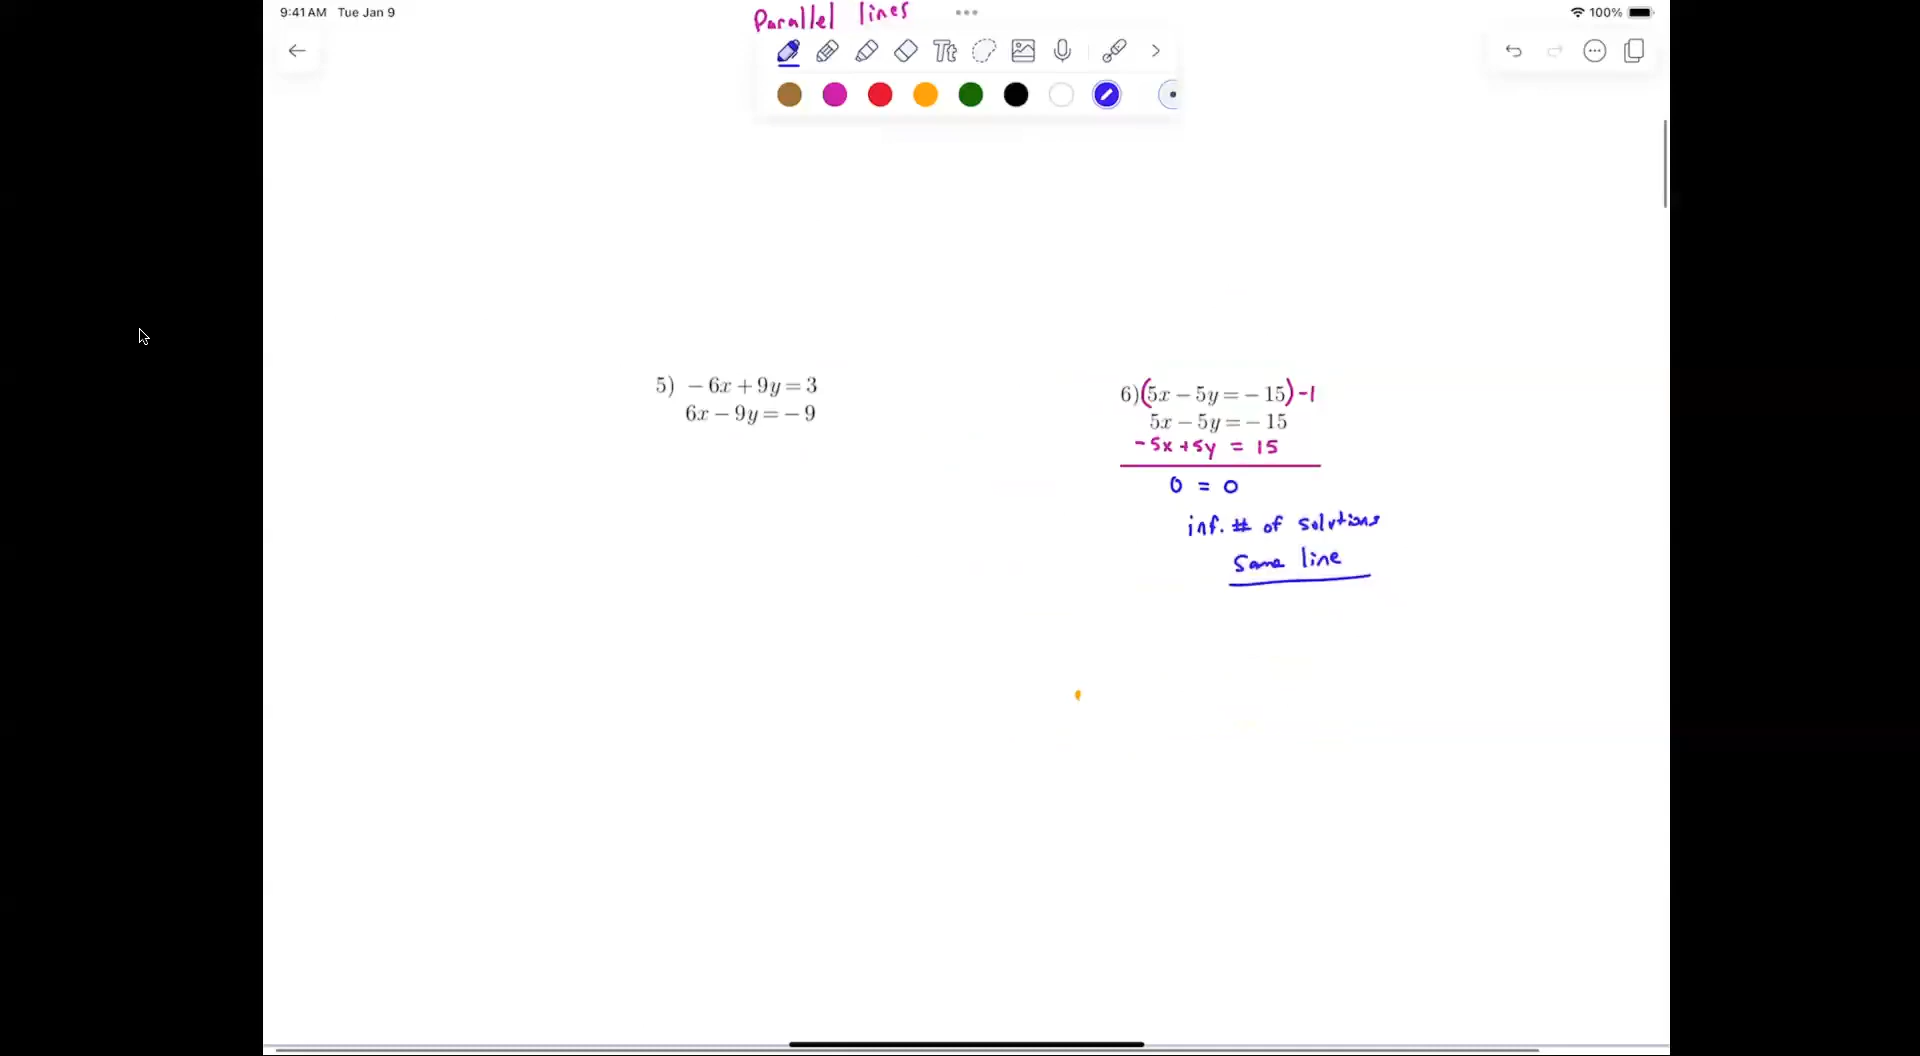 9:41 AM Tue Jan 9
100%
Parallel lines
Tt
5) − 6x + 9y = 3
6x − 9y = − 9
6) (5x − 5y = − 15) -1
5x − 5y = − 15
-5x + 5y = 15
0 = 0
inf. # of solutions
Same line